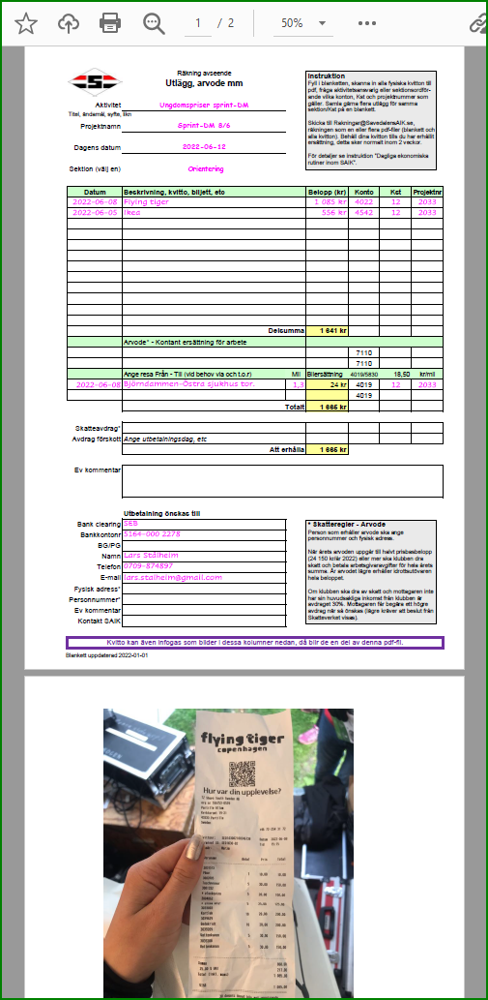 1 / 2 50%
Räkning avseende
Utlägg, arvode mm
Aktivitet Ungdomspriser sprint-DM
Titel, ändamål, syfte, likn
Projektnamn Sprint-DM 8/6
Dagens datum 2022-06-12
Sektion (välj en) Orientering
Instruktion
Fyll i blanketten, skanna in alla fysiska kvitton till
pdf, fråga aktivitetsansvarig eller sektionsordför-
ande vilka konton, Kst och projektnummer som
gäller. Samla gärna flera utlägg för samma
sektion/Kst på en blankett.
Skicka till Rakningar@SavedalensAIK.se,
räkningen som en eller flera pdf-filer (blankett och
alla kvitton). Behåll dina kvitton tills du har erhållit
ersättning, dette sker normalt inom 2 veckor.
För detaljer se instruktion "Dagliga ekonomiska
rutiner inom SAIK".
Datum Beskrivning, kvitto, biljett, etc Belopp (kr) Konto Kst Projektnr
2022-06-08 Flying tiger 1 085 kr 4022 12 2033
2022-06-05 Ikea 556 kr 4542 12 2033
Delsumma 1 641 kr
Arvode* - Kontant ersättning för arbete
7110
7110
Ange resa Från - Till (vid behov via och t.o.r) Mil Bilersättning 4019/5830 18,50 kr/mil
2022-06-08 Björndammen-Östra sjukhus tor. 1,3 24 kr 4019 12 2033
4019
Totalt 1 665 kr
Skatteavdrag*
Avdrag förskott Ange utbetalningsdag, etc
Att erhålla 1 665 kr
Ev kommentar
Utbetalning önskas till
Bank clearing SEB
Bankkontonr 5164-000 2278
BG/PG
Namn Lars Stålheim
Telefon 0709-874897
E-mail lars.stalheim@gmail.com
Fysisk adress*
Personnummer*
Ev kommentar
Kontakt SAIK
* Skatteregler - Arvode
Person som erhåller arvode ska ange
personnummer och fysisk adress.
När årets arvoden uppgår till halvt prisbasbelopp
(24 150 kr/år 2022) eller mer ska klubben dra
skatt och betala arbetsgivaravgifter för hela årets
summa. Är arvodet lägre erhåller idrottsutövaren
hela beloppet.
Om klubben ska dra av skatt och mottagaren inte
har sin huvudsakliga inkomst från klubben är
avdraget 30%. Mottagaren får begära ett högre
avdrag när så önskas (lägre kräver att beslut från
Skatteverket visas).
Kvitto kan även infogas som bilder i dessa kolumner nedan, då blir de en del av denna pdf-fil.
Blankett uppdaterad 2022-01-01
flying tiger
copenhagen
Hur var din upplevelse?